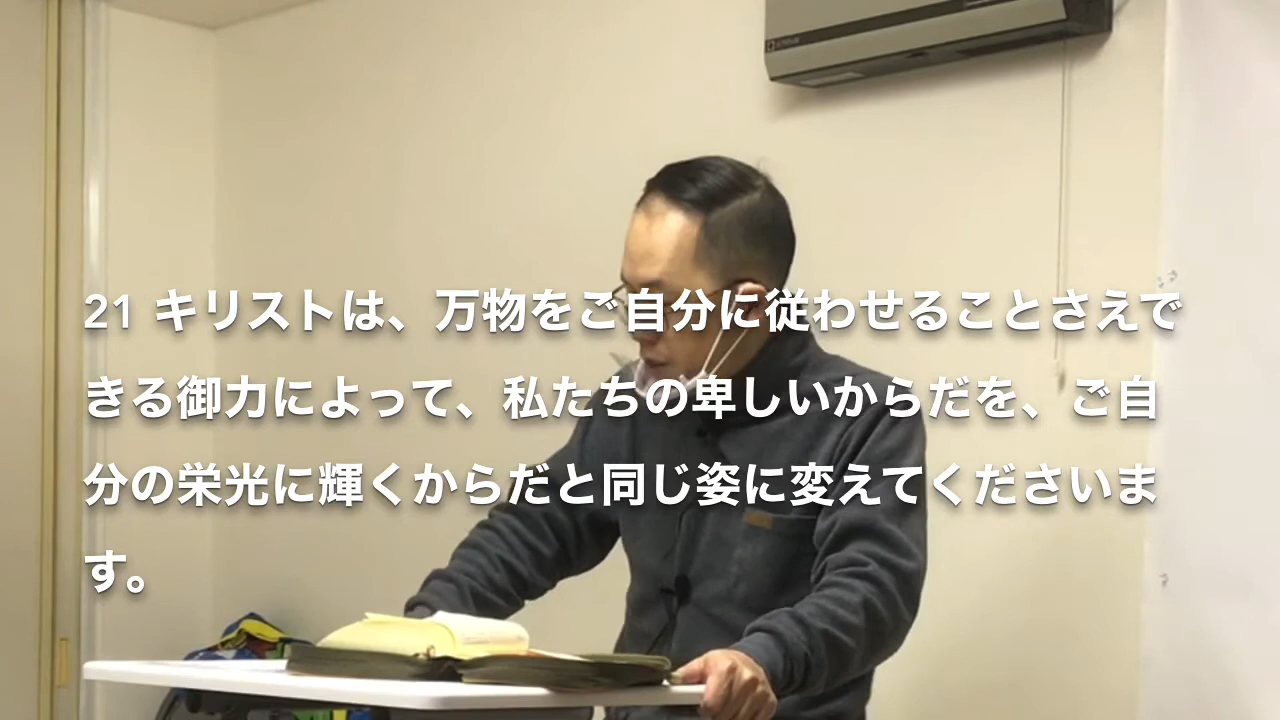 21 キリストは、万物をご自分に従わせることさえで
きる御力によって、私たちの卑しいからだを、ご自
分の栄光に輝くからだと同じ姿に変えてくださいま
す。